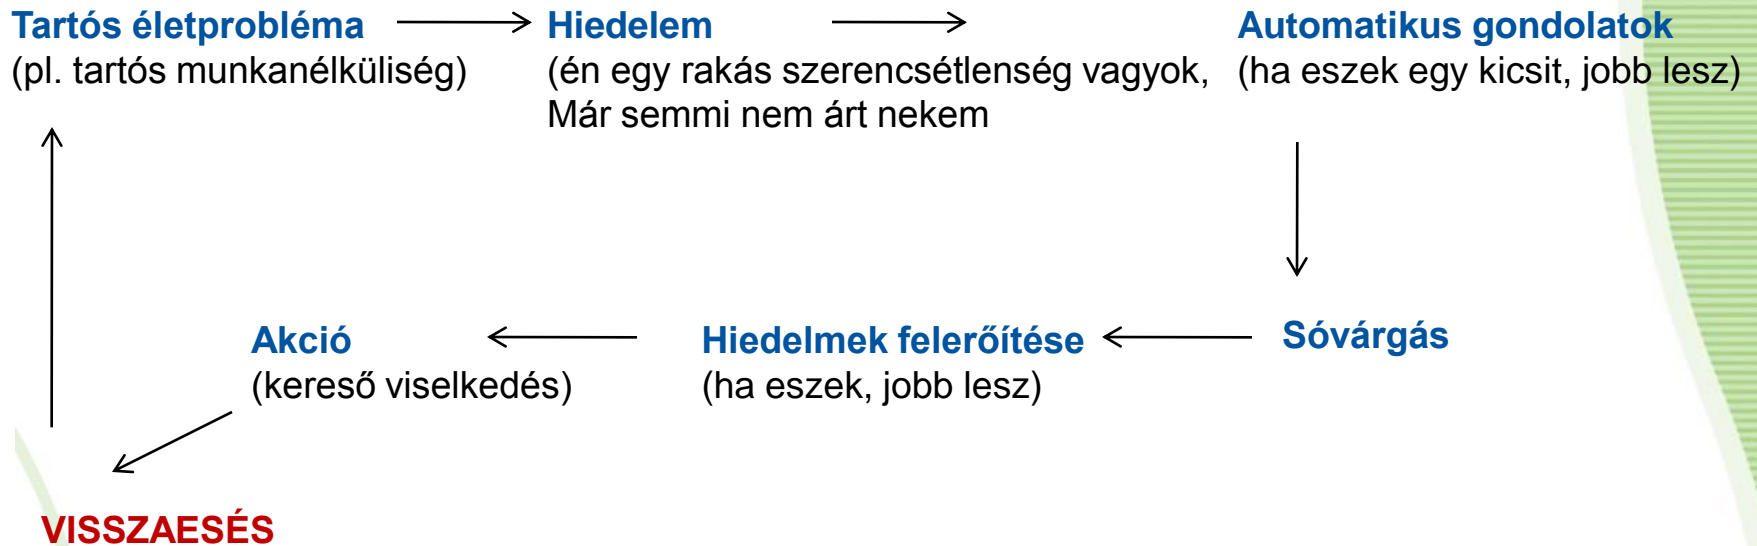 Tartós életprobléma
(pl. tartós munkanélküliség)
Hiedelem
(én egy rakás szerencsétlenség vagyok,
Már semmi nem árt nekem
Automatikus gondolatok
(ha eszek egy kicsit, jobb lesz)
Sóvárgás
Hiedelmek felerőítése
(ha eszek, jobb lesz)
Akció
(kereső viselkedés)
VISSZAESÉS